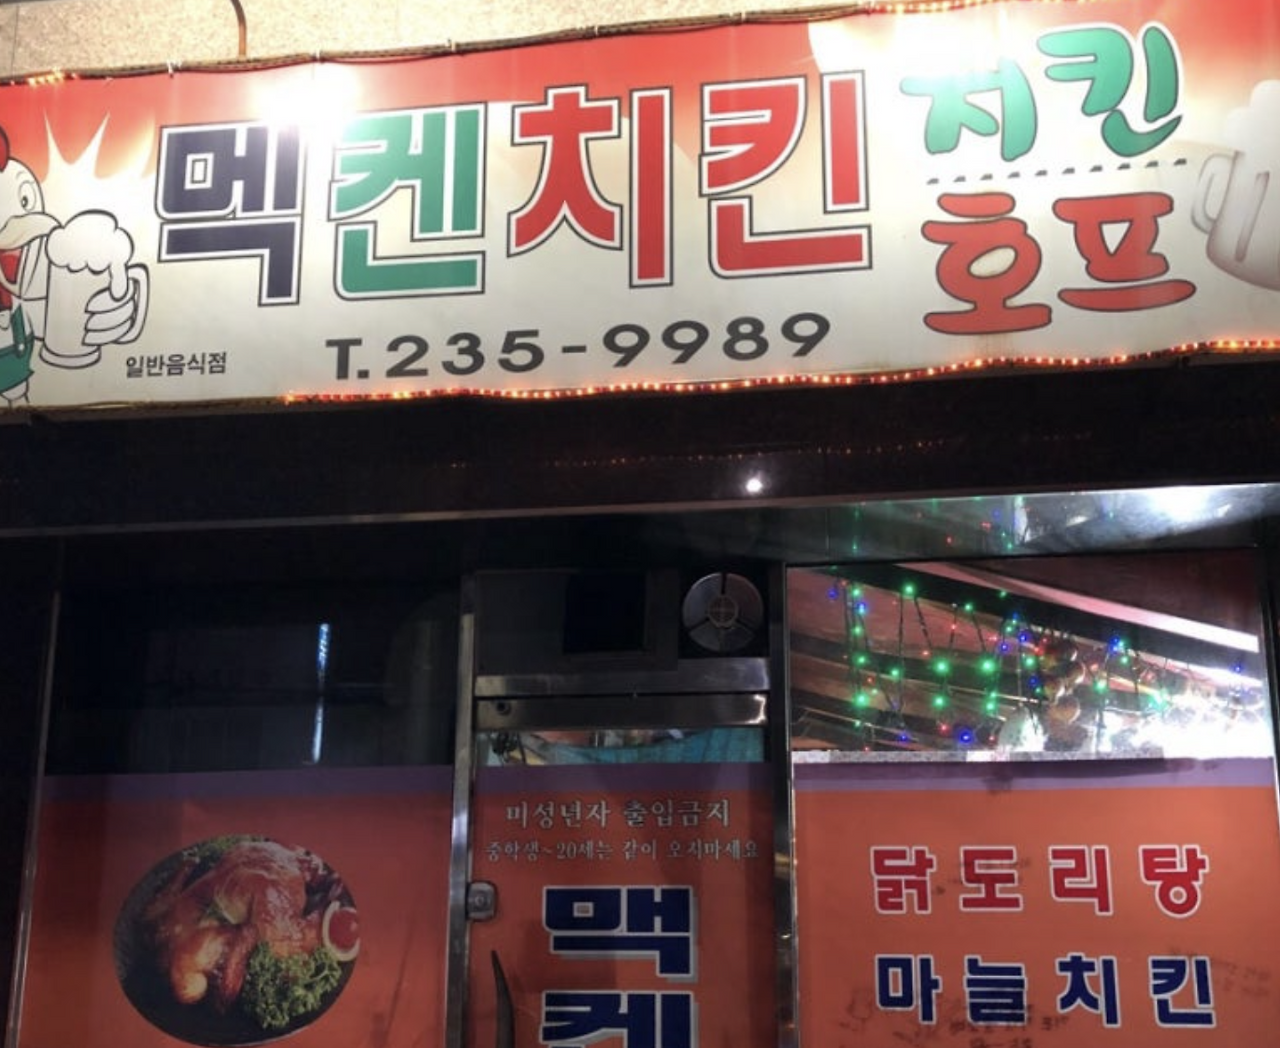 멕켄치킨
치킨
호프
일반음식점
T.235-9989
미성년자 출입금지
중학생~20세는 같이 오지마세요
맥
켄
닭도리탕
마늘치킨